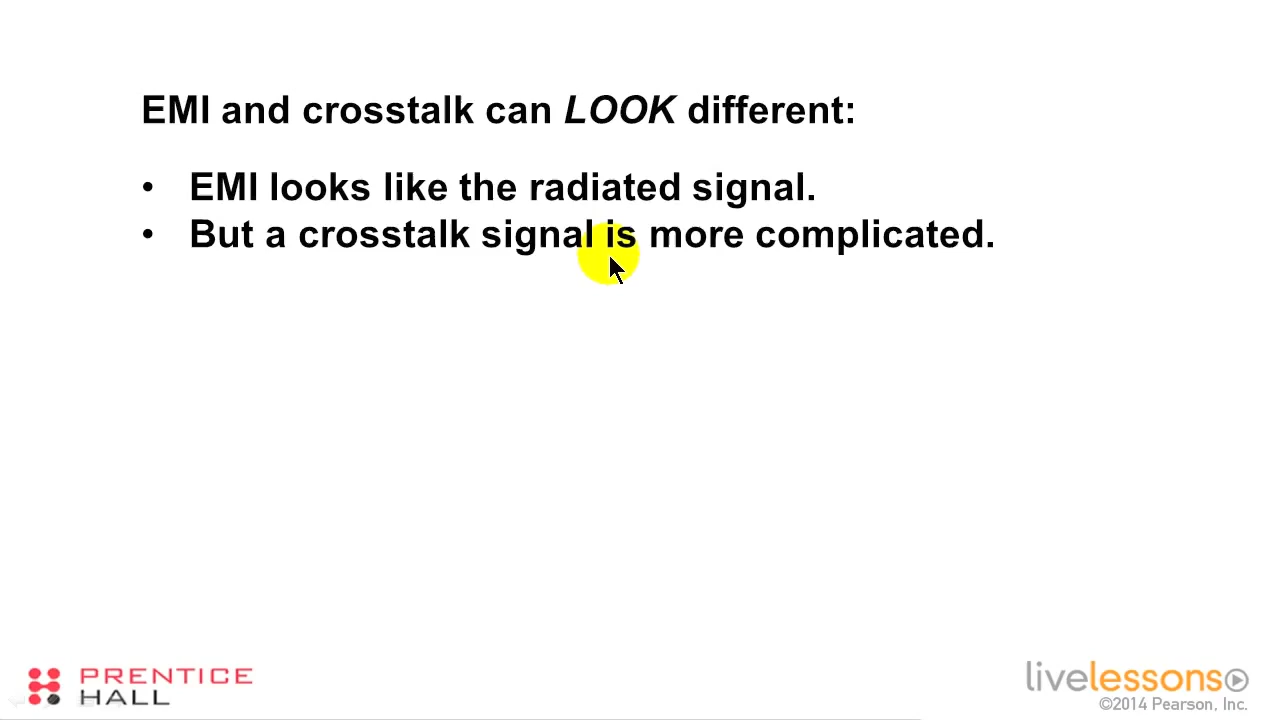 EMI and crosstalk can LOOK different:
• EMI looks like the radiated signal.
• But a crosstalk signal is more complicated.
PRENTICE
HALL
livelessons
©2014 Pearson, Inc.